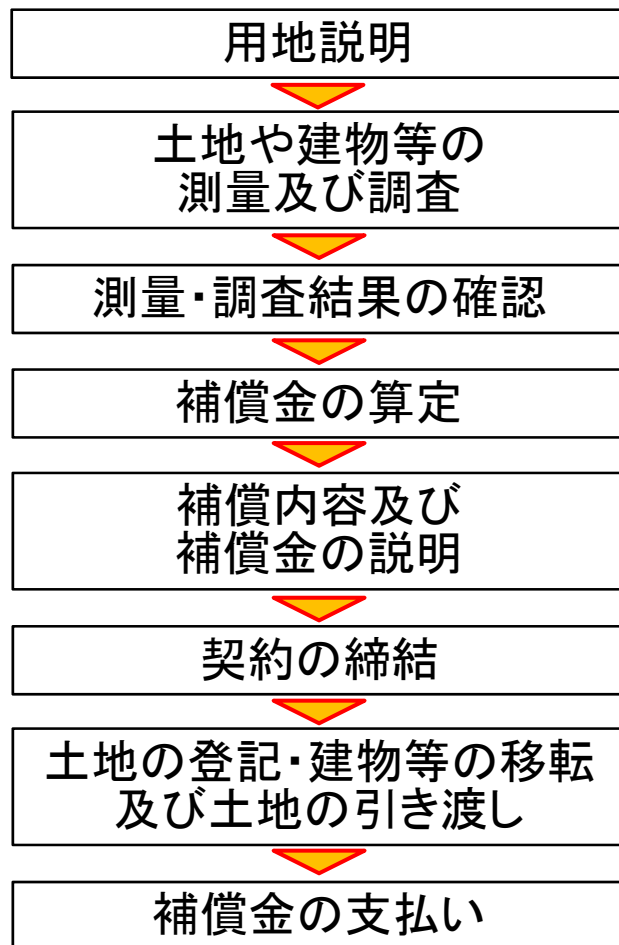 用地説明
土地や建物等の
測量及び調査
測量･調査結果の確認
補償金の算定
補償内容及び
補償金の説明
契約の締結
土地の登記･建物等の移転
及び土地の引き渡し
補償金の支払い